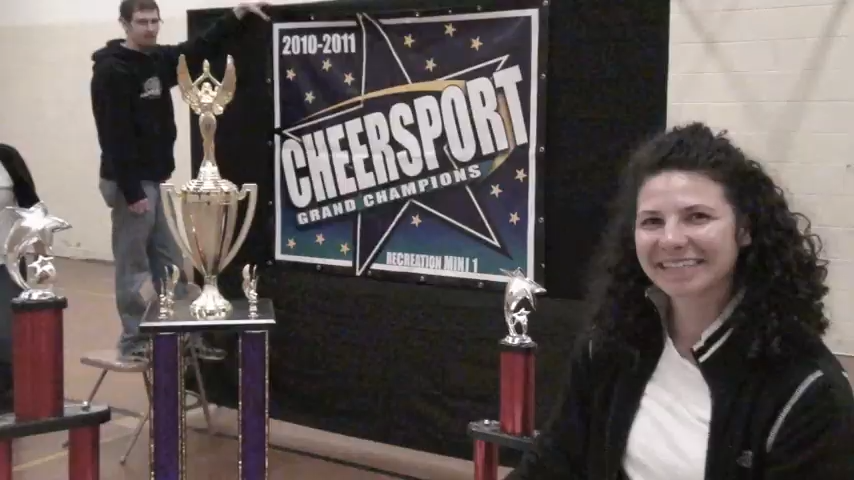 2010-2011
CHEERSPORT
GRAND CHAMPIONS
RECREATION MINI 1